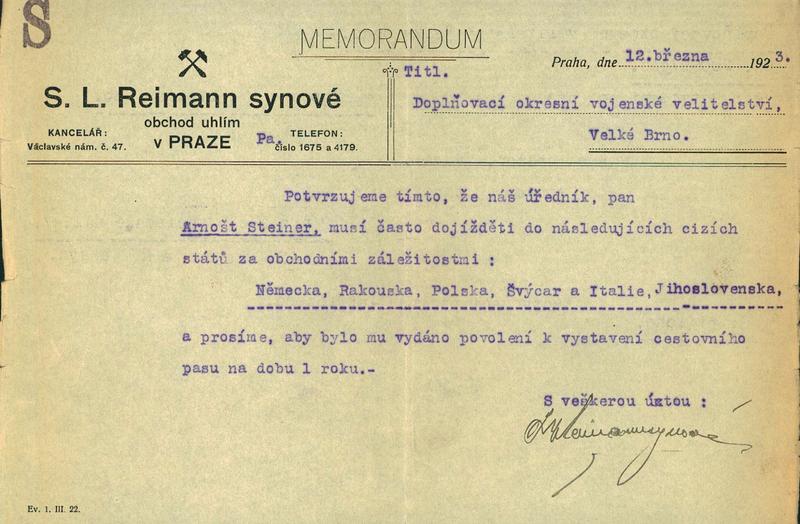 S
MEMORANDUM
Praha, dne 12.března 1923.
S. L. Reimann synové
obchod uhlím
v PRAZE
KANCELÁŘ:
Václavské nám. č. 47.
Pa.
TELEFON:
číslo 1675 a 4179.
Titl.
Doplňovací okresní vojenské velitelství,
Velké Brno.
Potvrzujeme tímto, že náš úředník, pan
Arnošt Steiner, musí často dojížděti do následujících cizích
států za obchodními záležitostmi :
Německa, Rakouska, Polska, Švýcar a Italie, Jihoslovenska,
a prosíme, aby bylo mu vydáno povolení k vystavení cestovního
pasu na dobu 1 roku.-
S veškerou úctou :
S. L. Reimann synové
Ev. 1. III. 22.